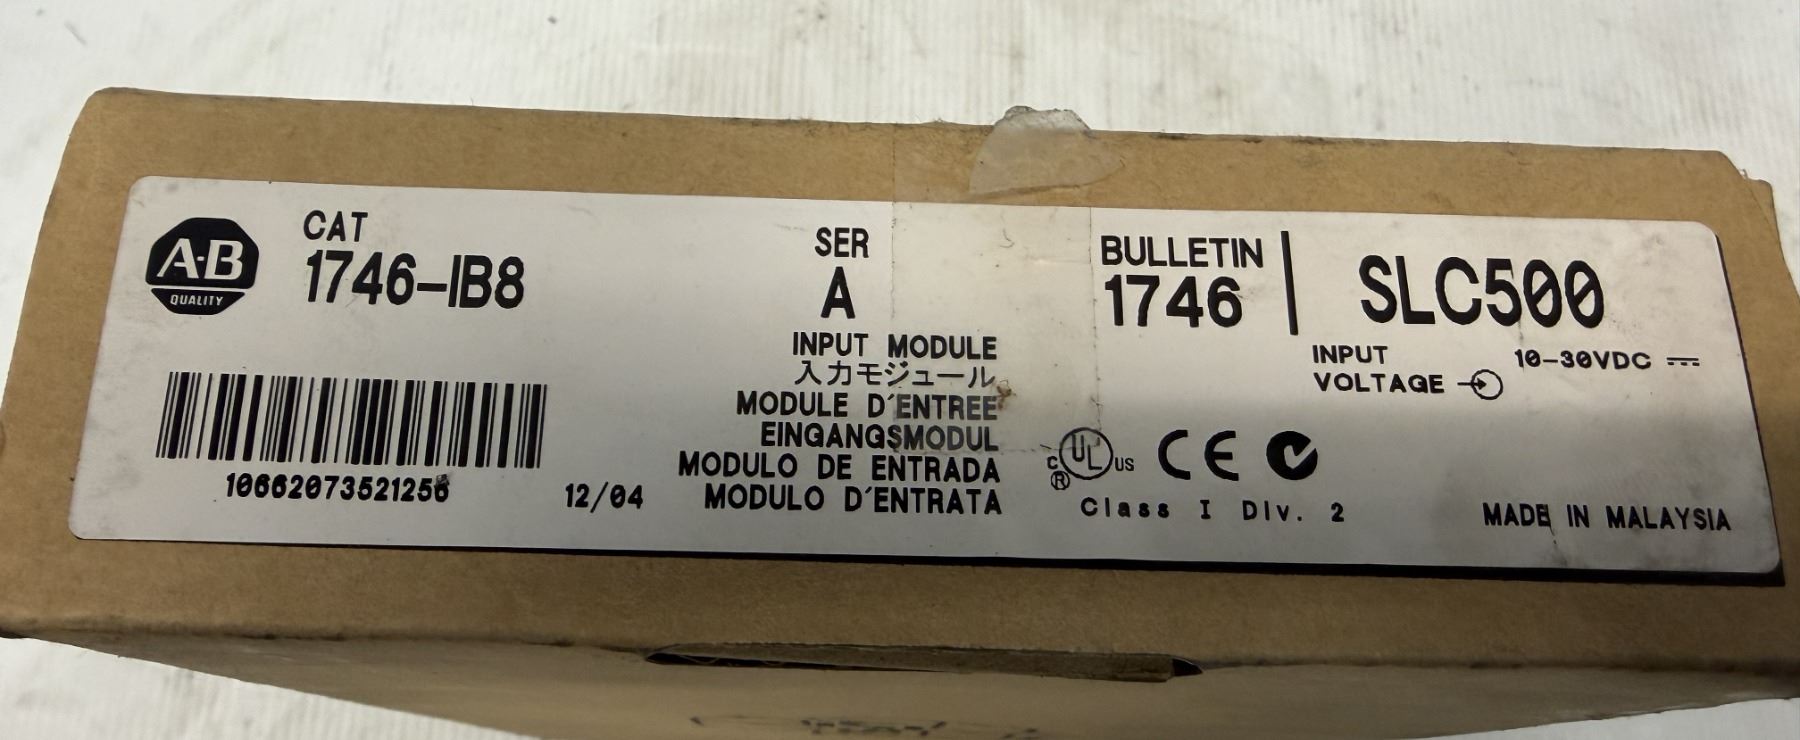 A·B
QUALITY
CAT
1746-IB8
SER
A
BULLETIN
1746
SLC500
INPUT MODULE
入力モジュール
MODULE D'ENTREE
EINGANGSMODUL
MODULO DE ENTRADA
MODULO D'ENTRATA
INPUT
VOLTAGE
10-30VDC
10662073521256
12/04
C UL US
®
CE
Class I Div. 2
MADE IN MALAYSIA